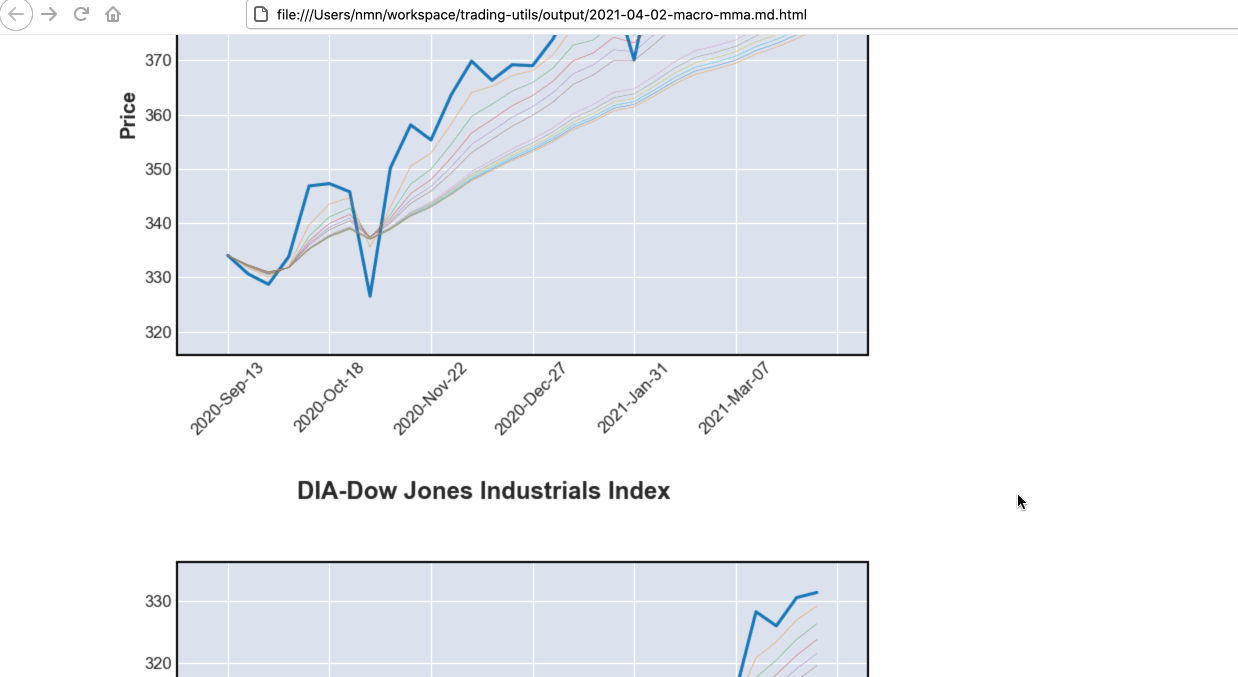 file:///Users/nmn/workspace/trading-utils/output/2021-04-02-macro-mma.md.html
370
360
350
340
330
320
Price
2020-Sep-13
2020-Oct-18
2020-Nov-22
2020-Dec-27
2021-Jan-31
2021-Mar-07
DIA-Dow Jones Industrials Index
330
320